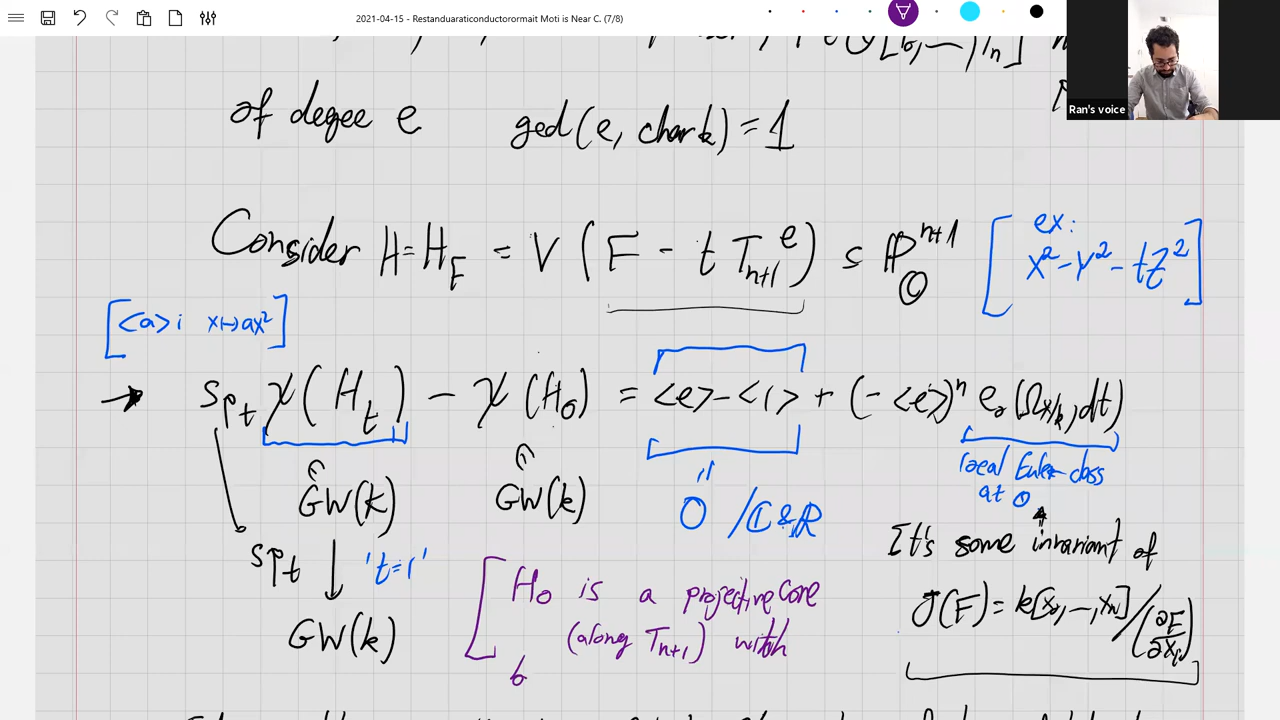 2021-04-15 - Restanduaraticonductorormait Moti is Near C. (7/8)
Ran's voice
of degee e gcd(e, char k) = 1
Consider H = H_F = V (F - t T_{n+1}^e) ⊆ ℙ^{n+1}_O
[ex: X² - Y² - tZ²]
[<a>; x ↦ ax²]
→ sp_t χ(H_t) - χ(H_0) = <e> - <1> + (-<e>)^n e_0(Ω_{X/k}, dt)
GW(K) GW(k) 0 / ℂ & ℝ
local Euler class
at 0
It's some invariant of
J(F) = k[x_0, ..., x_n] / (∂F/∂x_i)
sp_t ↓ 't=1'
GW(k)
[H_0 is a projective cone
(along T_{n+1}) with